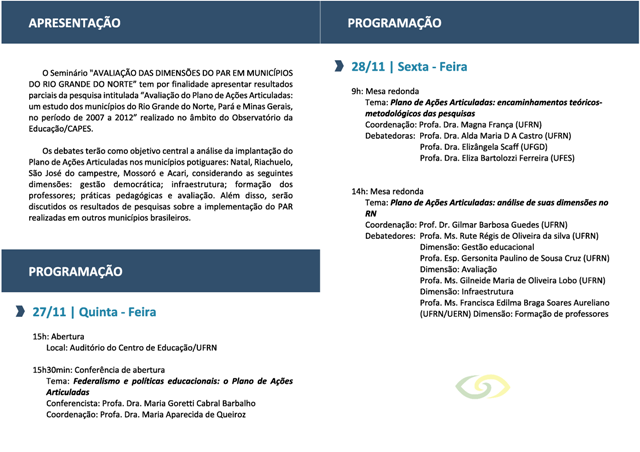 APRESENTAÇÃO
O Seminário "AVALIAÇÃO DAS DIMENSÕES DO PAR EM MUNICÍPIOS
DO RIO GRANDE DO NORTE" tem por finalidade apresentar resultados
parciais da pesquisa intitulada "Avaliação do Plano de Ações Articuladas:
um estudo dos municípios do Rio Grande do Norte, Pará e Minas Gerais,
no período de 2007 a 2012" realizado no âmbito do Observatório da
Educação/CAPES.
Os debates terão como objetivo central a análise da implantação do
Plano de Ações Articuladas nos municípios potiguares: Natal, Riachuelo,
São José do campestre, Mossoró e Acari, considerando as seguintes
dimensões: gestão democrática; infraestrutura; formação dos
professores; práticas pedagógicas e avaliação. Além disso, serão
discutidos os resultados de pesquisas sobre a implementação do PAR
realizadas em outros municípios brasileiros.
PROGRAMAÇÃO
27/11 | Quinta - Feira
15h: Abertura
Local: Auditório do Centro de Educação/UFRN
15h30min: Conferência de abertura
Tema: Federalismo e políticas educacionais: o Plano de Ações
Articuladas
Conferencista: Profa. Dra. Maria Goretti Cabral Barbalho
Coordenação: Profa. Dra. Maria Aparecida de Queiroz
PROGRAMAÇÃO
28/11 | Sexta - Feira
9h: Mesa redonda
Tema: Plano de Ações Articuladas: encaminhamentos teóricos-
metodológicos das pesquisas
Coordenação: Profa. Dra. Magna França (UFRN)
Debatedores: Profa. Dra. Alda Maria D A Castro (UFRN)
Profa. Dra. Elizângela Scaff (UFGD)
Profa. Dra. Eliza Bartolozzi Ferreira (UFES)
14h: Mesa redonda
Tema: Plano de Ações Articuladas: análise de suas dimensões no
RN
Coordenação: Prof. Dr. Gilmar Barbosa Guedes (UFRN)
Debatedores: Profa. Ms. Rute Régis de Oliveira da silva (UFRN)
Dimensão: Gestão educacional
Profa. Esp. Gersonita Paulino de Sousa Cruz (UFRN)
Dimensão: Avaliação
Profa. Ms. Gilneide Maria de Oliveira Lobo (UFRN)
Dimensão: Infraestrutura
Profa. Ms. Francisca Edilma Braga Soares Aureliano
(UFRN/UERN) Dimensão: Formação de professores